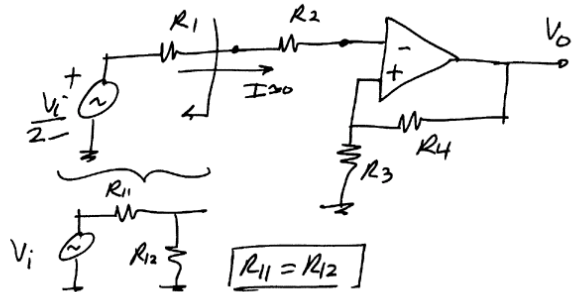 R1
R2
Vo
+
Vi/2
-
~
I≈0
-
+
R4
R3
R11
Vi
~
R12
R11 = R12